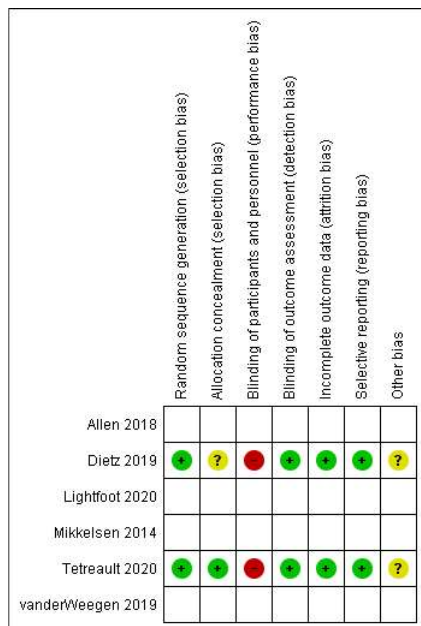 Random sequence generation (selection bias)
Allocation concealment (selection bias)
Blinding of participants and personnel (performance bias)
Blinding of outcome assessment (detection bias)
Incomplete outcome data (attrition bias)
Selective reporting (reporting bias)
Other bias
Allen 2018
Dietz 2019 + ? - + + + ?
Lightfoot 2020
Mikkelsen 2014
Tetreault 2020 + + - + + + ?
vanderWeegen 2019